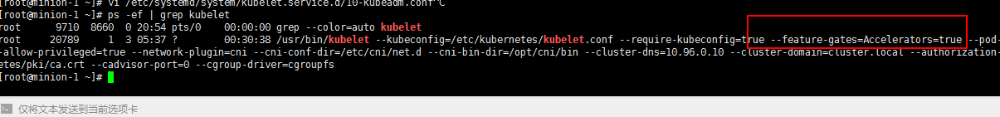 [root@minion-1 ~]# vi /etc/systemd/system/kubelet.service.d/10-kubeadm.conf^C
[root@minion-1 ~]# ps -ef | grep kubelet
root      9710  8660  0 20:54 pts/0    00:00:00 grep --color=auto kubelet
root     20789     1  3 05:37 ?        00:30:38 /usr/bin/kubelet --kubeconfig=/etc/kubernetes/kubelet.conf --require-kubeconfig=true --feature-gates=Accelerators=true --pod-
-allow-privileged=true --network-plugin=cni --cni-conf-dir=/etc/cni/net.d --cni-bin-dir=/opt/cni/bin --cluster-dns=10.96.0.10 --cluster-domain=cluster.local --authorization-
etes/pki/ca.crt --cadvisor-port=0 --cgroup-driver=cgroupfs
[root@minion-1 ~]#
仅将文本发送到当前选项卡